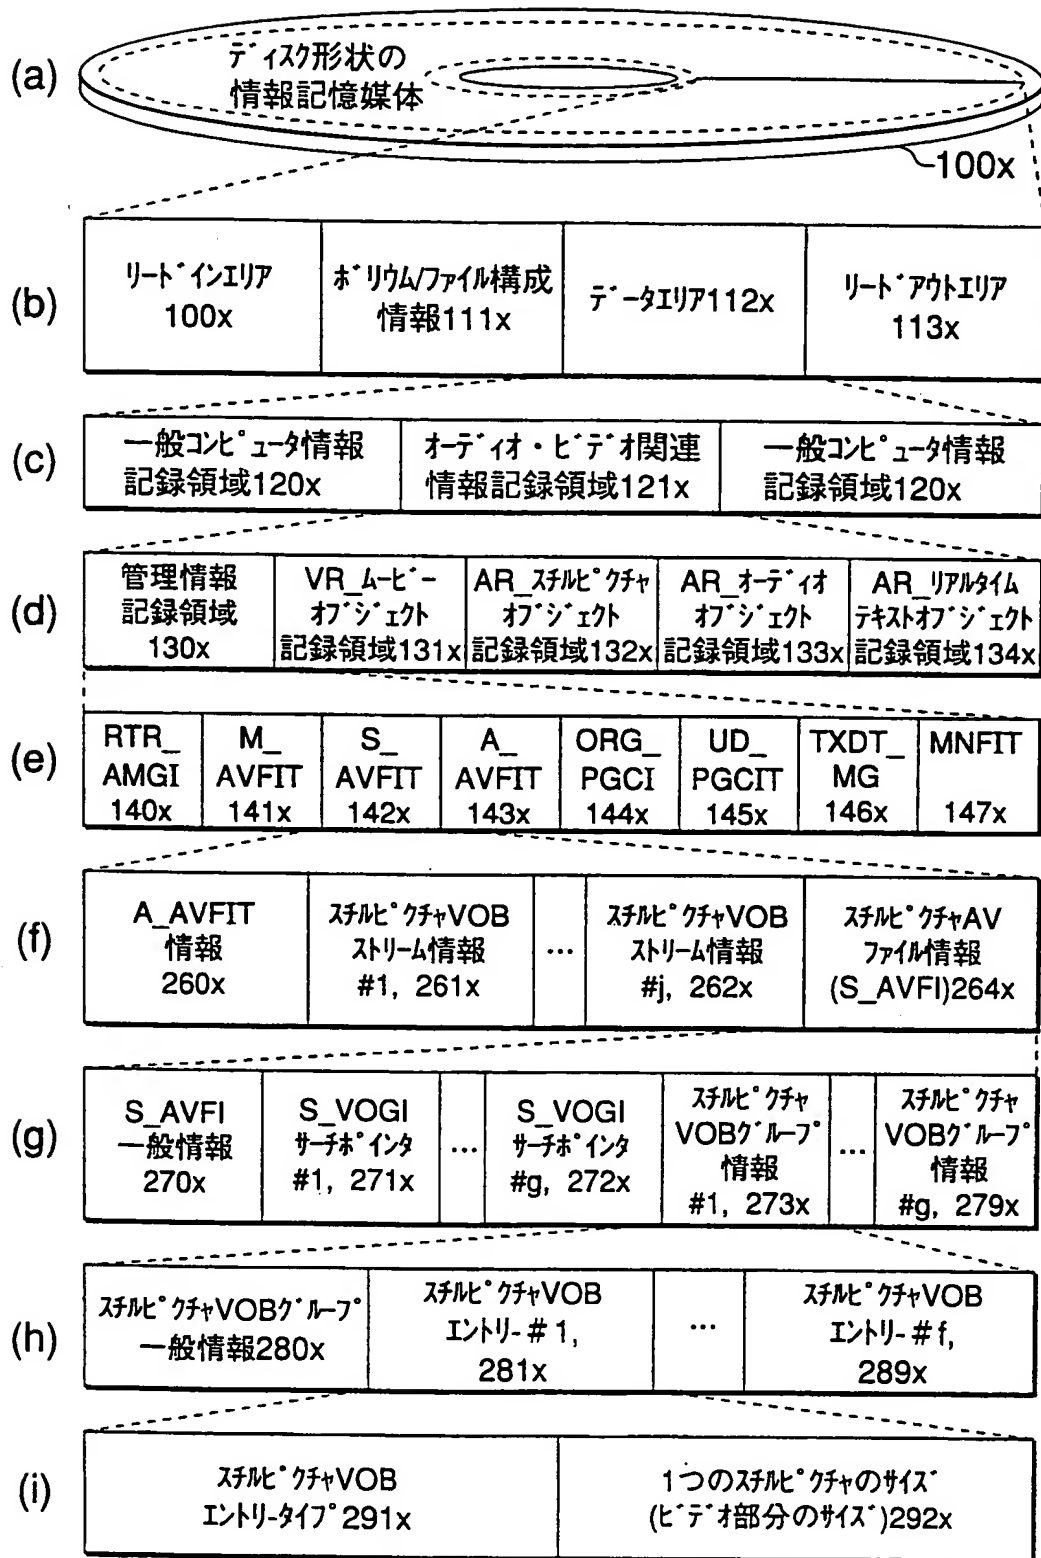 (a)
ディスク形状の
情報記憶媒体
100x
(b)
リードインエリア
100x
ボリウム/ファイル構成
情報111x
データエリア112x
リードアウトエリア
113x
(c)
一般コンピュータ情報
記録領域120x
オーディオ・ビデオ関連
情報記録領域121x
一般コンピュータ情報
記録領域120x
(d)
管理情報
記録領域
130x
VR_ムービー
オブジェクト
記録領域131x
AR_スチルピクチャ
オブジェクト
記録領域132x
AR_オーディオ
オブジェクト
記録領域133x
AR_リアルタイム
テキストオブジェクト
記録領域134x
(e)
RTR_
AMGI
140x
M_
AVFIT
141x
S_
AVFIT
142x
A_
AVFIT
143x
ORG_
PGCI
144x
UD_
PGCIT
145x
TXDT_
MG
146x
MNFIT
147x
(f)
A_AVFIT
情報
260x
スチルピクチャVOB
ストリーム情報
#1, 261x
…
スチルピクチャVOB
ストリーム情報
#j, 262x
スチルピクチャAV
ファイル情報
(S_AVFI)264x
(g)
S_AVFI
一般情報
270x
S_VOGI
サーチポインタ
#1, 271x
…
S_VOGI
サーチポインタ
#g, 272x
スチルピクチャ
VOBグループ
情報
#1, 273x
…
スチルピクチャ
VOBグループ
情報
#g, 279x
(h)
スチルピクチャVOBグループ
一般情報280x
スチルピクチャVOB
エントリー#1,
281x
…
スチルピクチャVOB
エントリー#f,
289x
(i)
スチルピクチャVOB
エントリータイプ291x
1つのスチルピクチャのサイズ
(ビデオ部分のサイズ)292x